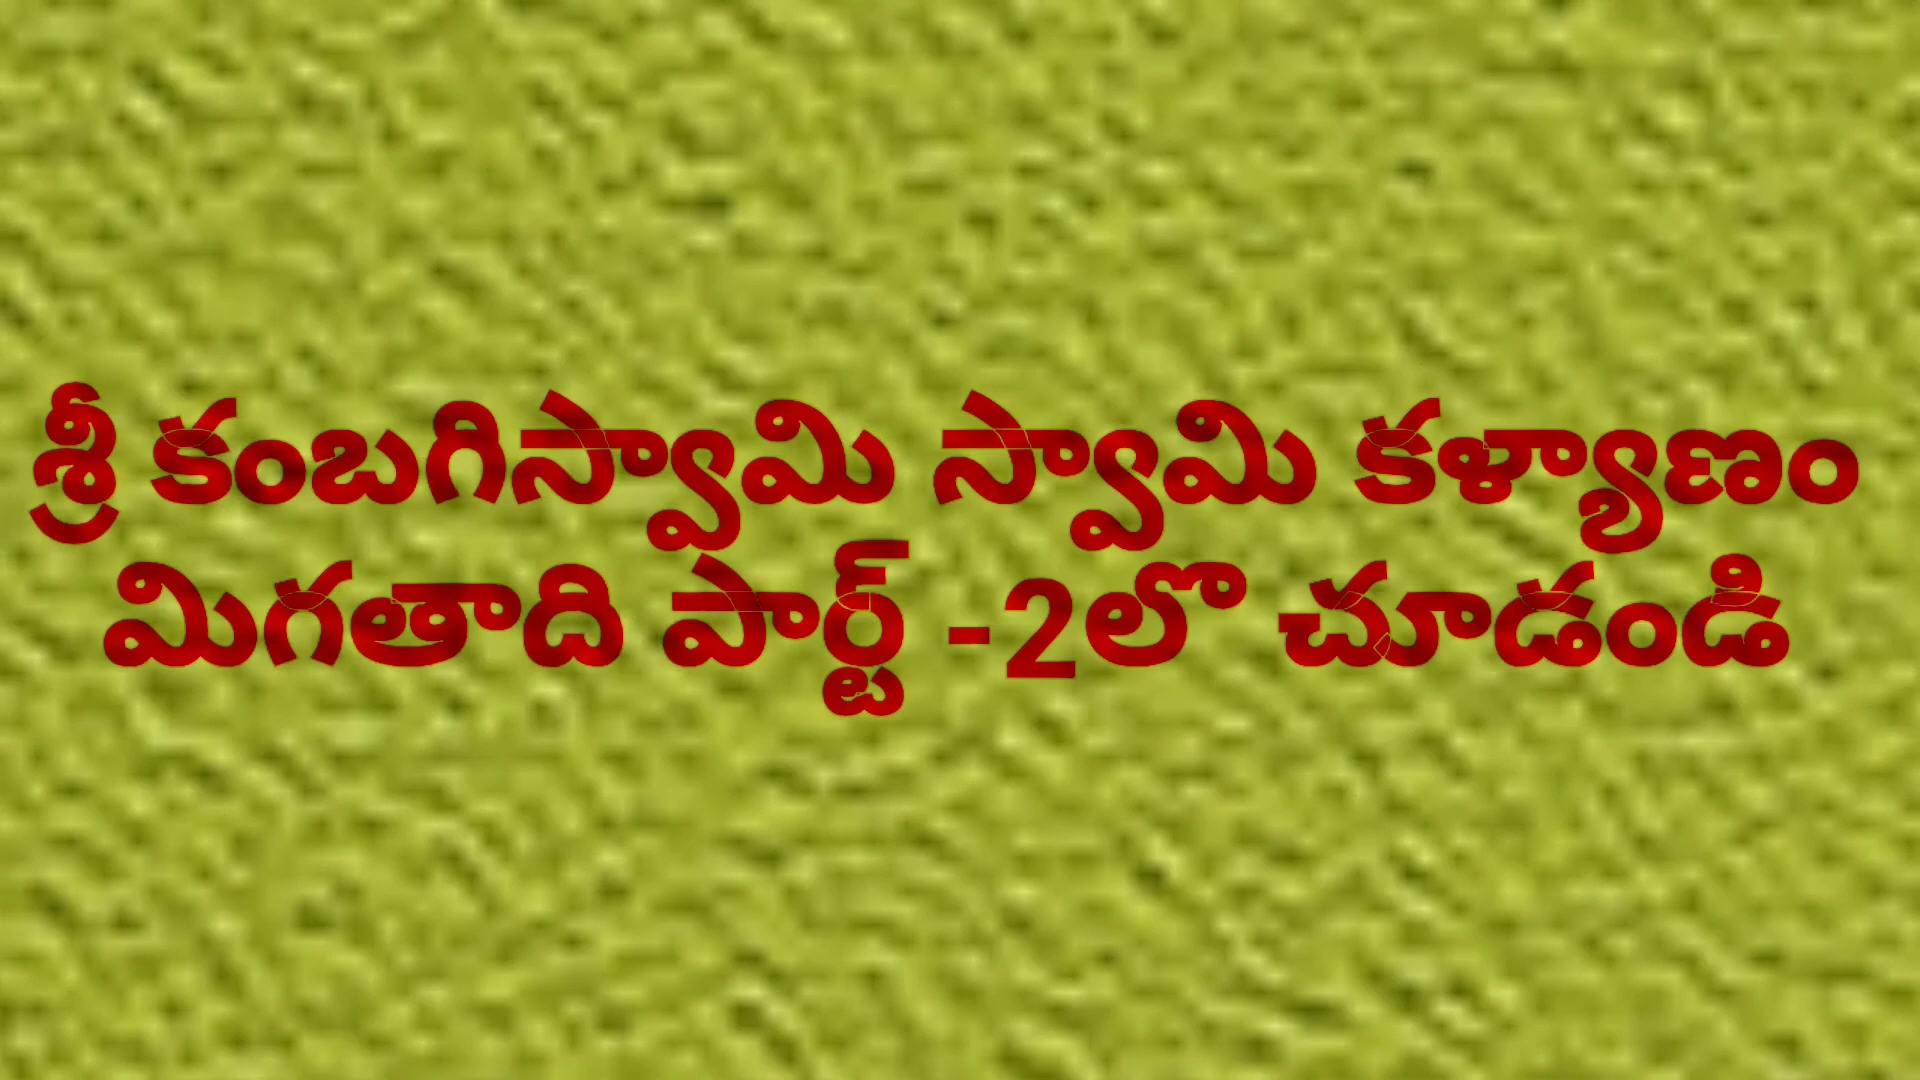 శ్రీ కంబగిస్వామి స్వామి కళ్యాణం
మిగతాది పార్ట్ -2లొ చూడండి